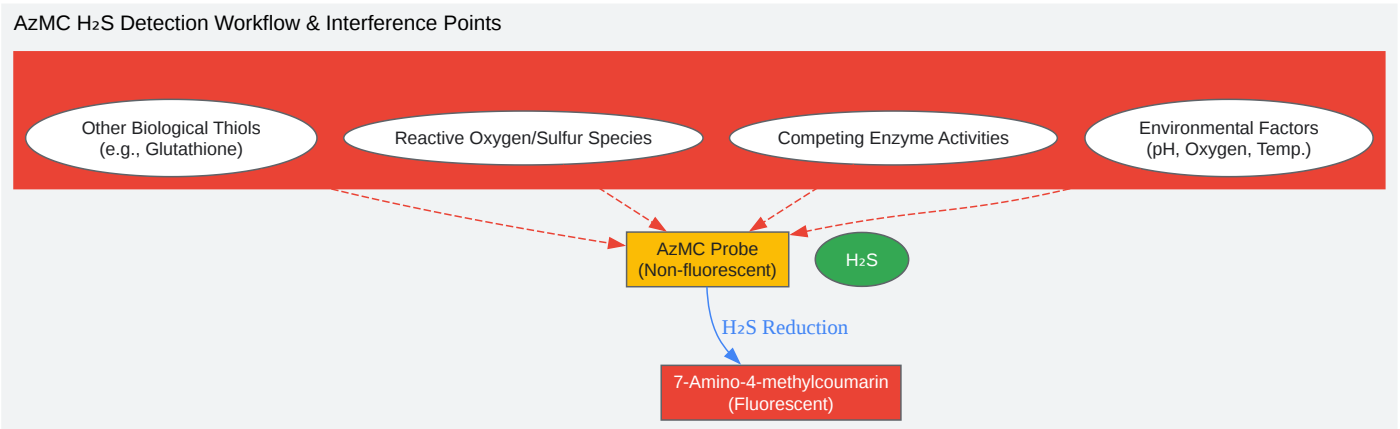 AzMC H₂S Detection Workflow & Interference Points
Other Biological Thiols
(e.g., Glutathione)
Reactive Oxygen/Sulfur Species
Competing Enzyme Activities
Environmental Factors
(pH, Oxygen, Temp.)
AzMC Probe
(Non-fluorescent)
H₂S
H₂S Reduction
7-Amino-4-methylcoumarin
(Fluorescent)